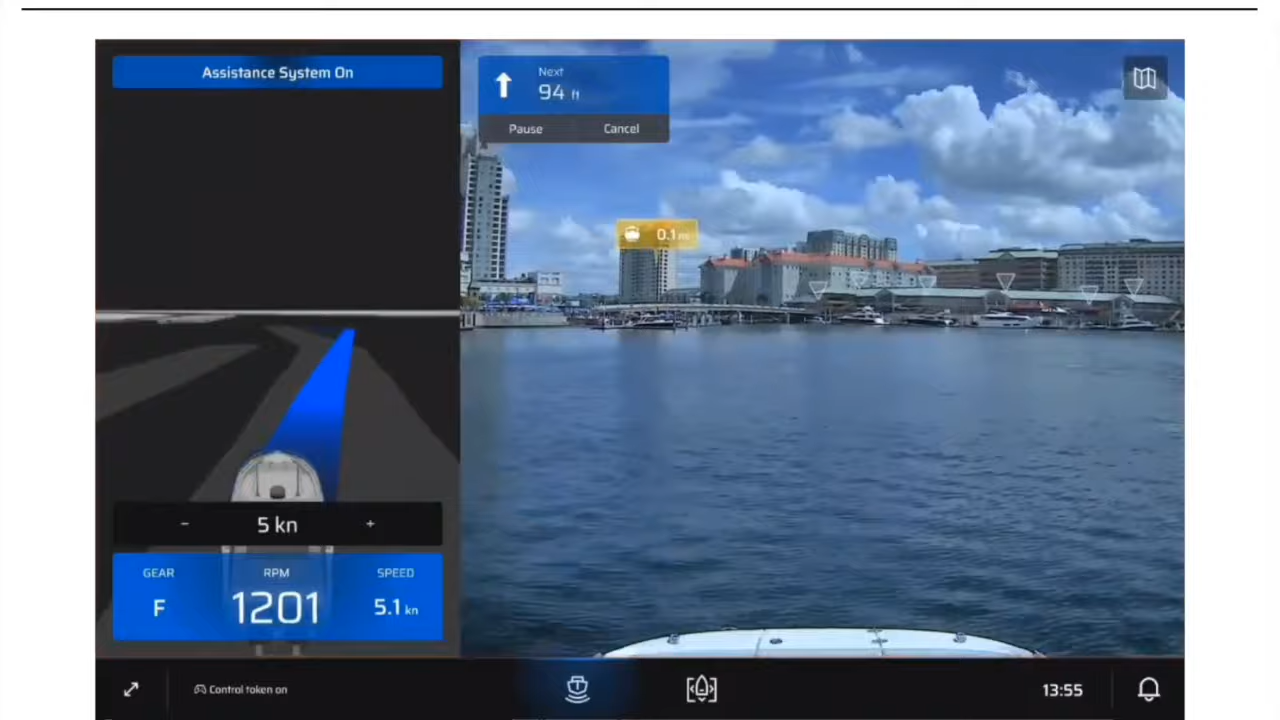 Assistance System On
Next
94 ft
Pause
Cancel
0.1
5 kn
GEAR
RPM
SPEED
F
1201
5.1 kn
Control token on
13:55